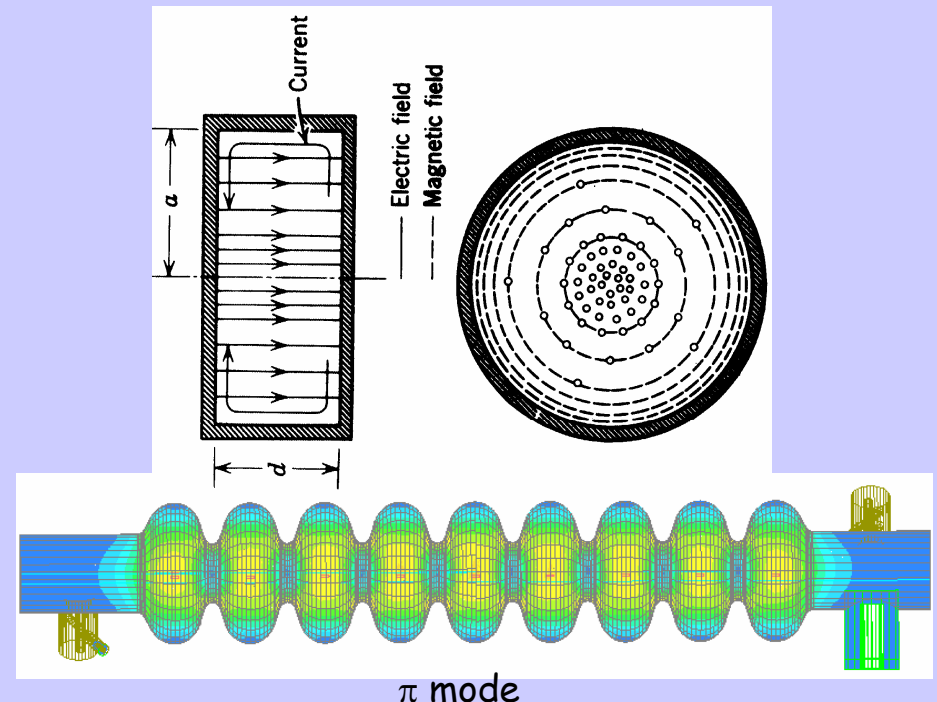 Current
a
Electric field
Magnetic field
d
π mode